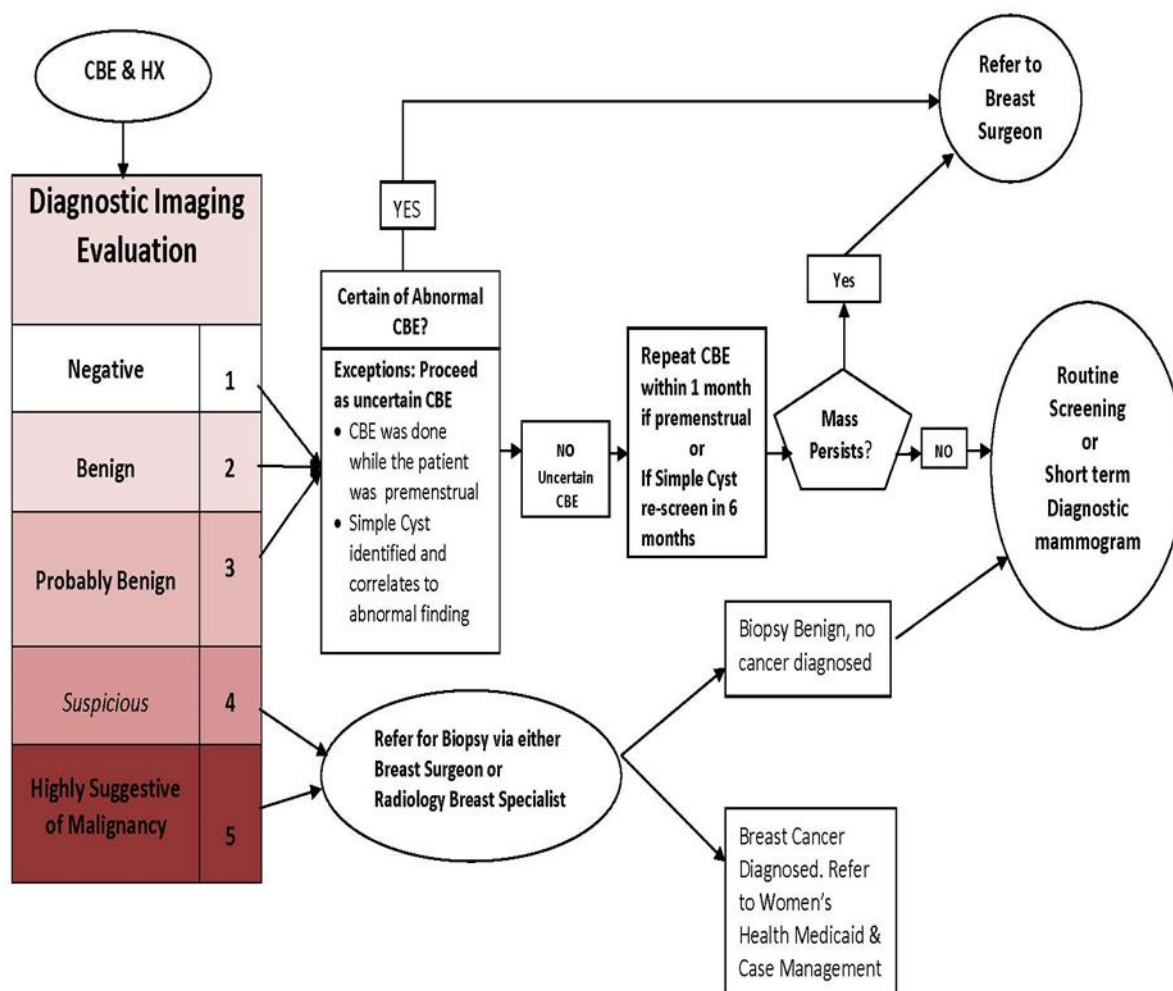 CBE & HX
Refer to
Breast
Surgeon
Diagnostic Imaging
Evaluation
YES
Yes
Certain of Abnormal
CBE?
Exceptions: Proceed
as uncertain CBE
• CBE was done
while the patient
was premenstrual
• Simple Cyst
identified and
correlates to
abnormal finding
Negative 1
Benign 2
Probably Benign 3
Suspicious 4
Highly Suggestive
of Malignancy 5
NO
Uncertain
CBE
Repeat CBE
within 1 month
if premenstrual
or
If Simple Cyst
re-screen in 6
months
Mass
Persists?
NO
Routine
Screening
or
Short term
Diagnostic
mammogram
Refer for Biopsy via either
Breast Surgeon or
Radiology Breast Specialist
Biopsy Benign, no
cancer diagnosed
Breast Cancer
Diagnosed. Refer
to Women's
Health Medicaid &
Case Management